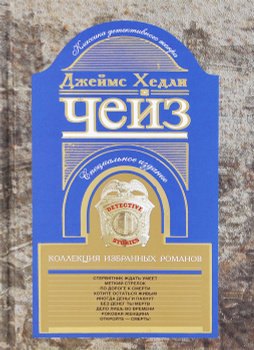 Классика детективного жанра
Джеймс Хедли
Чейз
Специальное издание
DETECTIVE
STORIES
КОЛЛЕКЦИЯ ИЗБРАННЫХ РОМАНОВ
СТЕРВЯТНИК ЖДАТЬ УМЕЕТ
МЕТКИЙ СТРЕЛОК
ПО ДОРОГЕ К СМЕРТИ
ХОТИТЕ ОСТАТЬСЯ ЖИВЫМ
ИНОГДА ДЕНЬГИ ПАХНУТ
БЕЗ ДЕНЕГ ТЫ МЕРТВ
ДЕЛО ЛИШЬ ВО ВРЕМЕНИ
РОКОВАЯ ЖЕНЩИНА
ОТКРОЙТЕ — СМЕРТЬ!